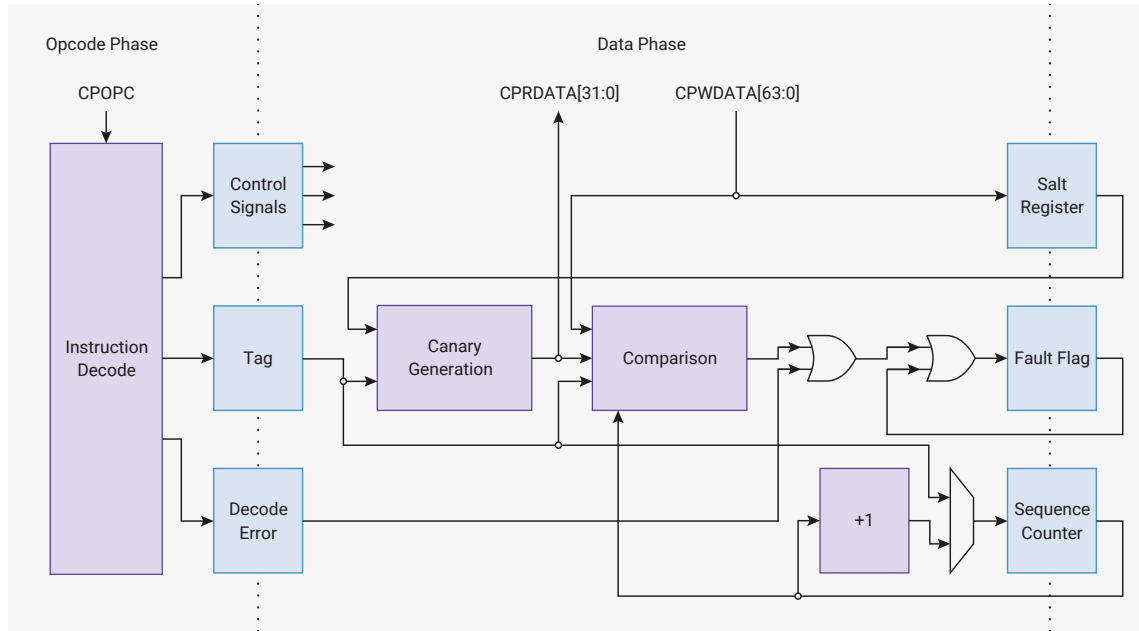 Opcode Phase
Data Phase
CPOPC
CPRDATA[31:0]
CPWDATA[63:0]
Control
Signals
Salt
Register
Instruction
Decode
Tag
Canary
Generation
Comparison
Fault Flag
Decode
Error
+1
Sequence
Counter